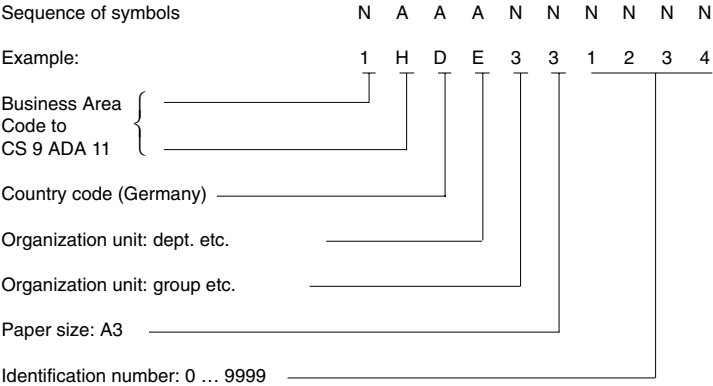 Sequence of symbols N A A A N N N N N N
Example: 1 H D E 3 3 1 2 3 4
Business Area
Code to
CS 9 ADA 11
Country code (Germany)
Organization unit: dept. etc.
Organization unit: group etc.
Paper size: A3
Identification number: 0 … 9999